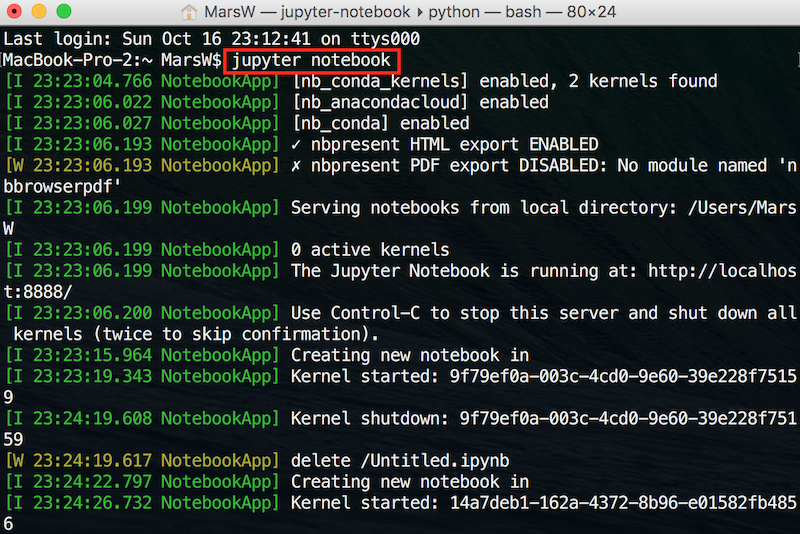 MarsW — jupyter-notebook ▸ python — bash — 80×24
Last login: Sun Oct 16 23:12:41 on ttys000
[MacBook-Pro-2:~ MarsW$ jupyter notebook ]
[I 23:23:04.766 NotebookApp] [nb_conda_kernels] enabled, 2 kernels found
[I 23:23:06.022 NotebookApp] [nb_anacondacloud] enabled
[I 23:23:06.027 NotebookApp] [nb_conda] enabled
[I 23:23:06.193 NotebookApp] ✓ nbpresent HTML export ENABLED
[W 23:23:06.193 NotebookApp] ✗ nbpresent PDF export DISABLED: No module named 'n
bbrowserpdf'
[I 23:23:06.199 NotebookApp] Serving notebooks from local directory: /Users/Mars
W
[I 23:23:06.199 NotebookApp] 0 active kernels
[I 23:23:06.199 NotebookApp] The Jupyter Notebook is running at: http://localhos
t:8888/
[I 23:23:06.200 NotebookApp] Use Control-C to stop this server and shut down all
 kernels (twice to skip confirmation).
[I 23:23:15.964 NotebookApp] Creating new notebook in
[I 23:23:19.343 NotebookApp] Kernel started: 9f79ef0a-003c-4cd0-9e60-39e228f7515
9
[I 23:24:19.608 NotebookApp] Kernel shutdown: 9f79ef0a-003c-4cd0-9e60-39e228f751
59
[W 23:24:19.617 NotebookApp] delete /Untitled.ipynb
[I 23:24:22.797 NotebookApp] Creating new notebook in
[I 23:24:26.732 NotebookApp] Kernel started: 14a7deb1-162a-4372-8b96-e01582fb485
6